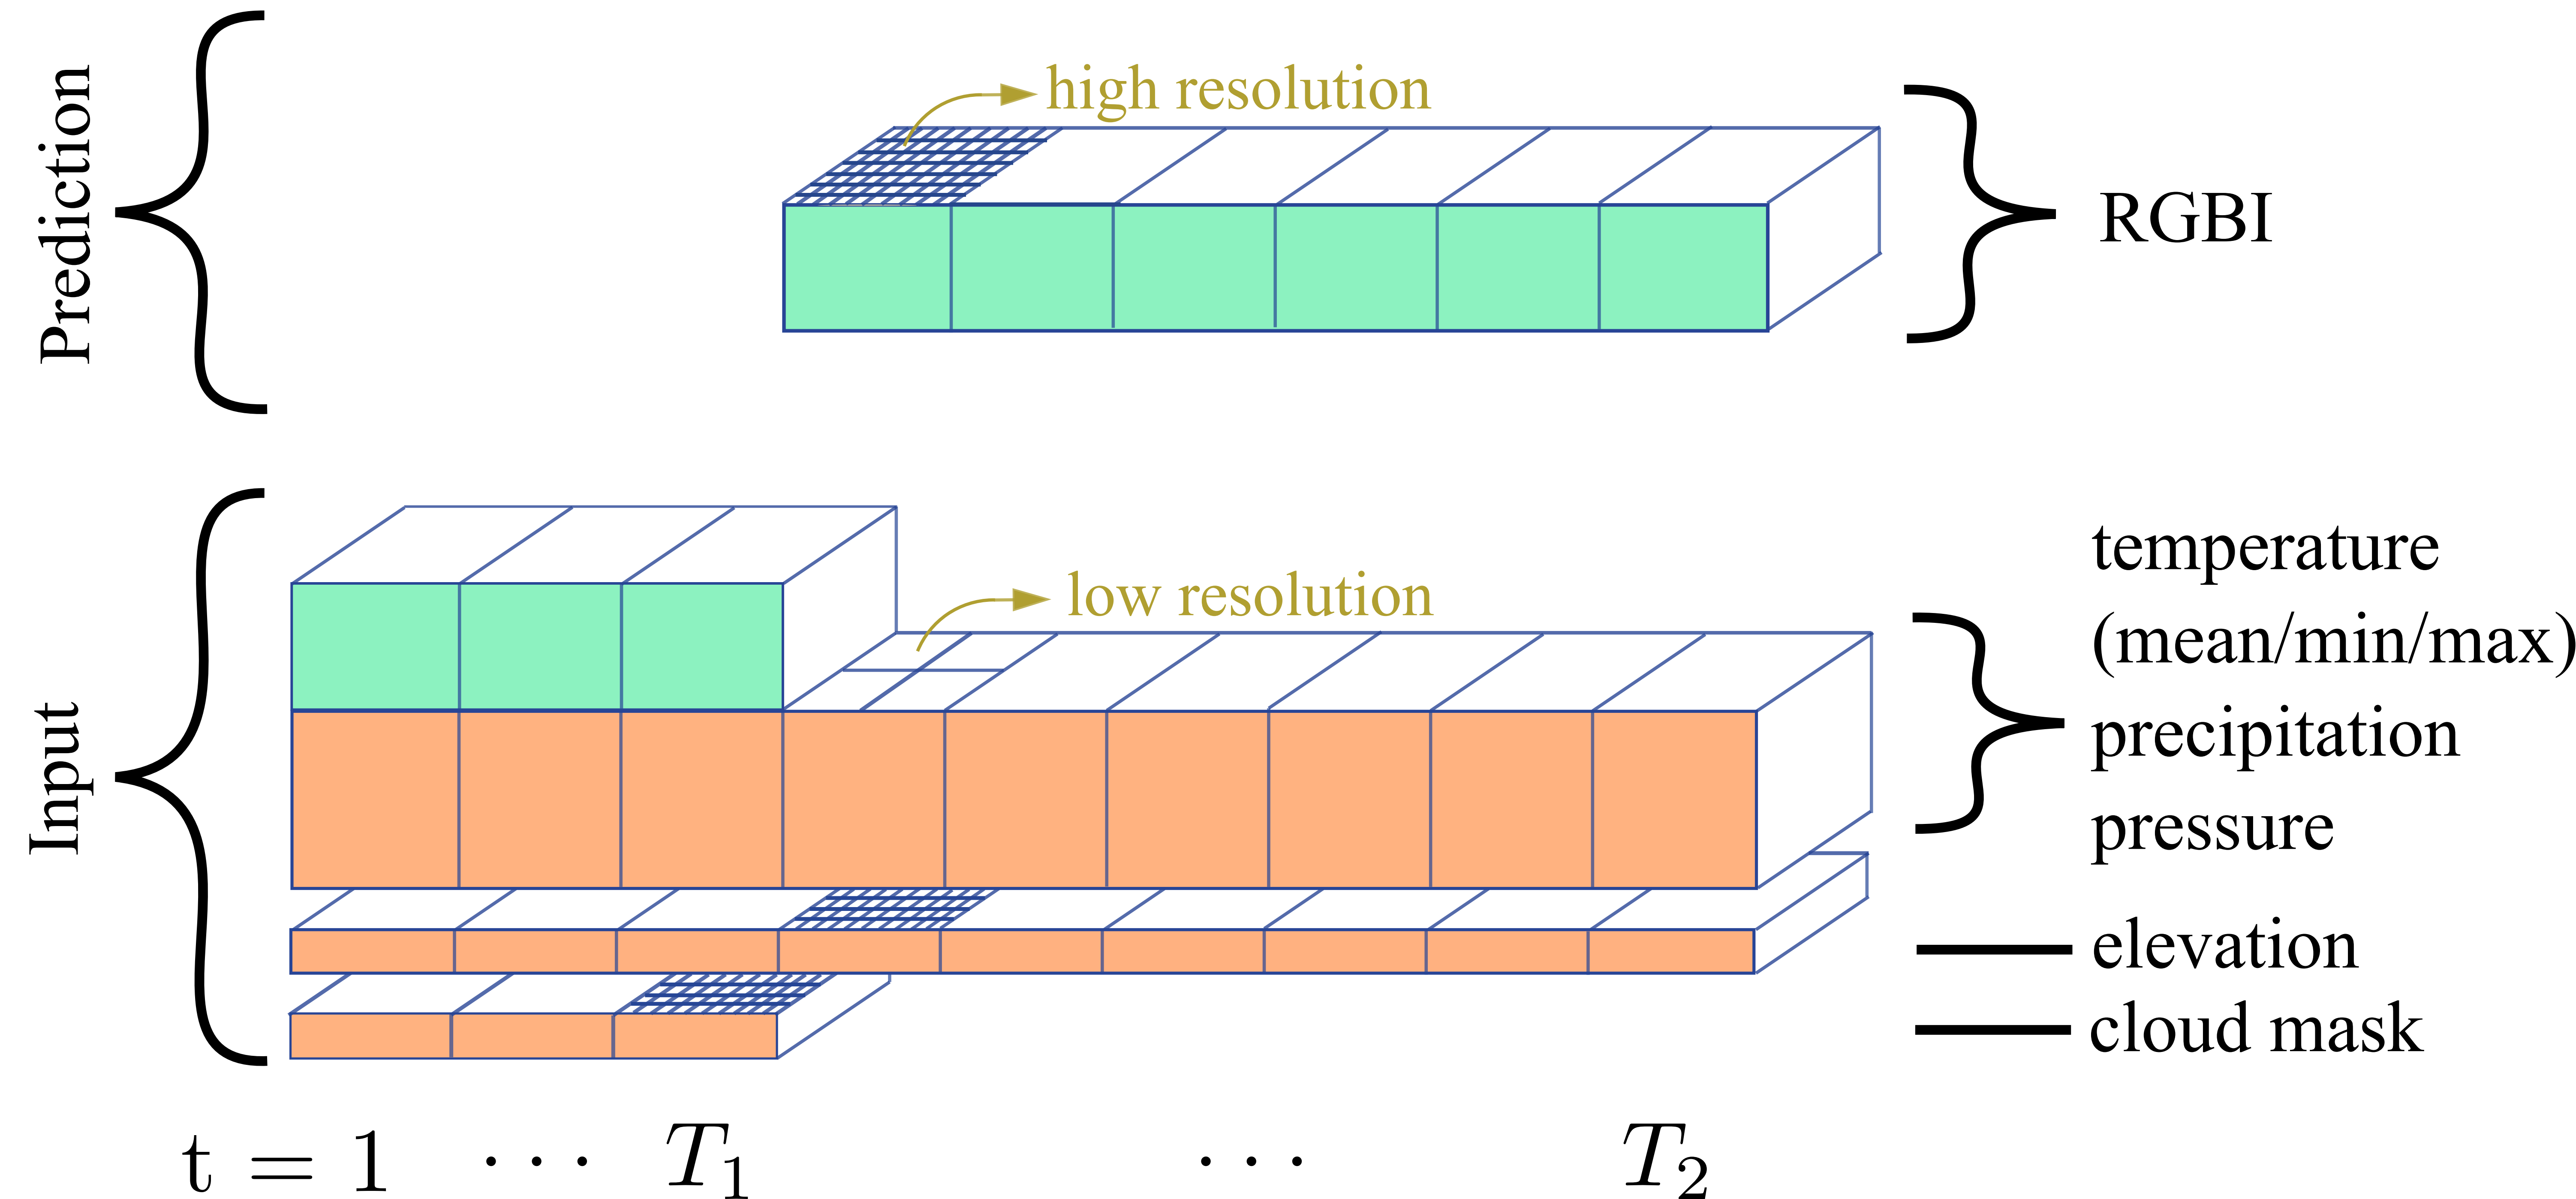 Prediction
high resolution
RGBI
Input
low resolution
temperature
(mean/min/max)
precipitation
pressure
elevation
cloud mask
t = 1 ··· T₁ ··· T₂